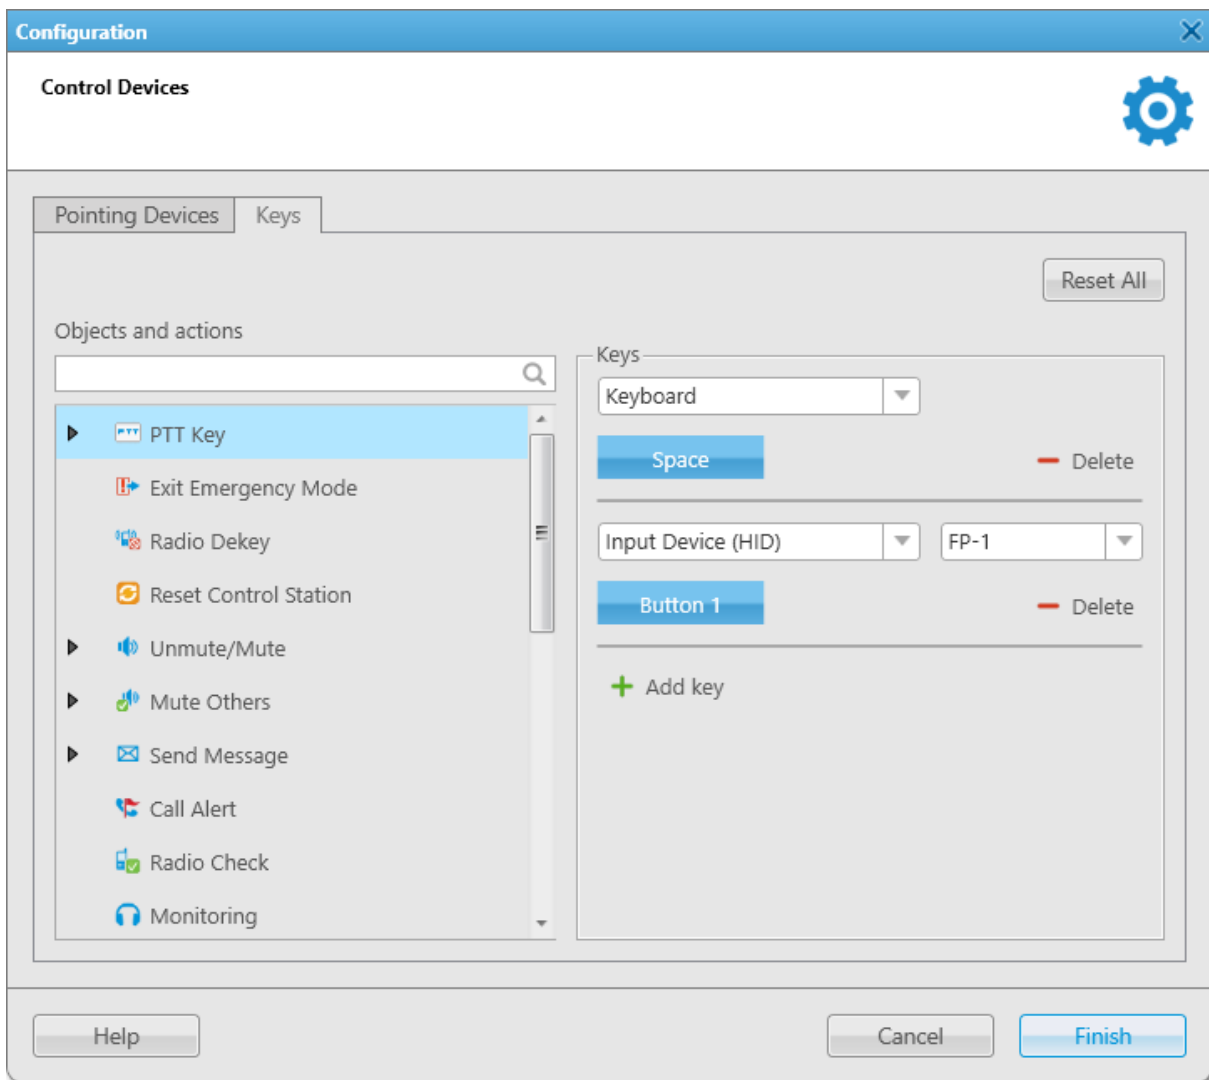 Configuration
Control Devices
Pointing Devices
Keys
Reset All
Objects and actions
PTT Key
Exit Emergency Mode
Radio Dekey
Reset Control Station
Unmute/Mute
Mute Others
Send Message
Call Alert
Radio Check
Monitoring
Keys
Keyboard
Space
Delete
Input Device (HID)
FP-1
Button 1
Delete
Add key
Help
Cancel
Finish